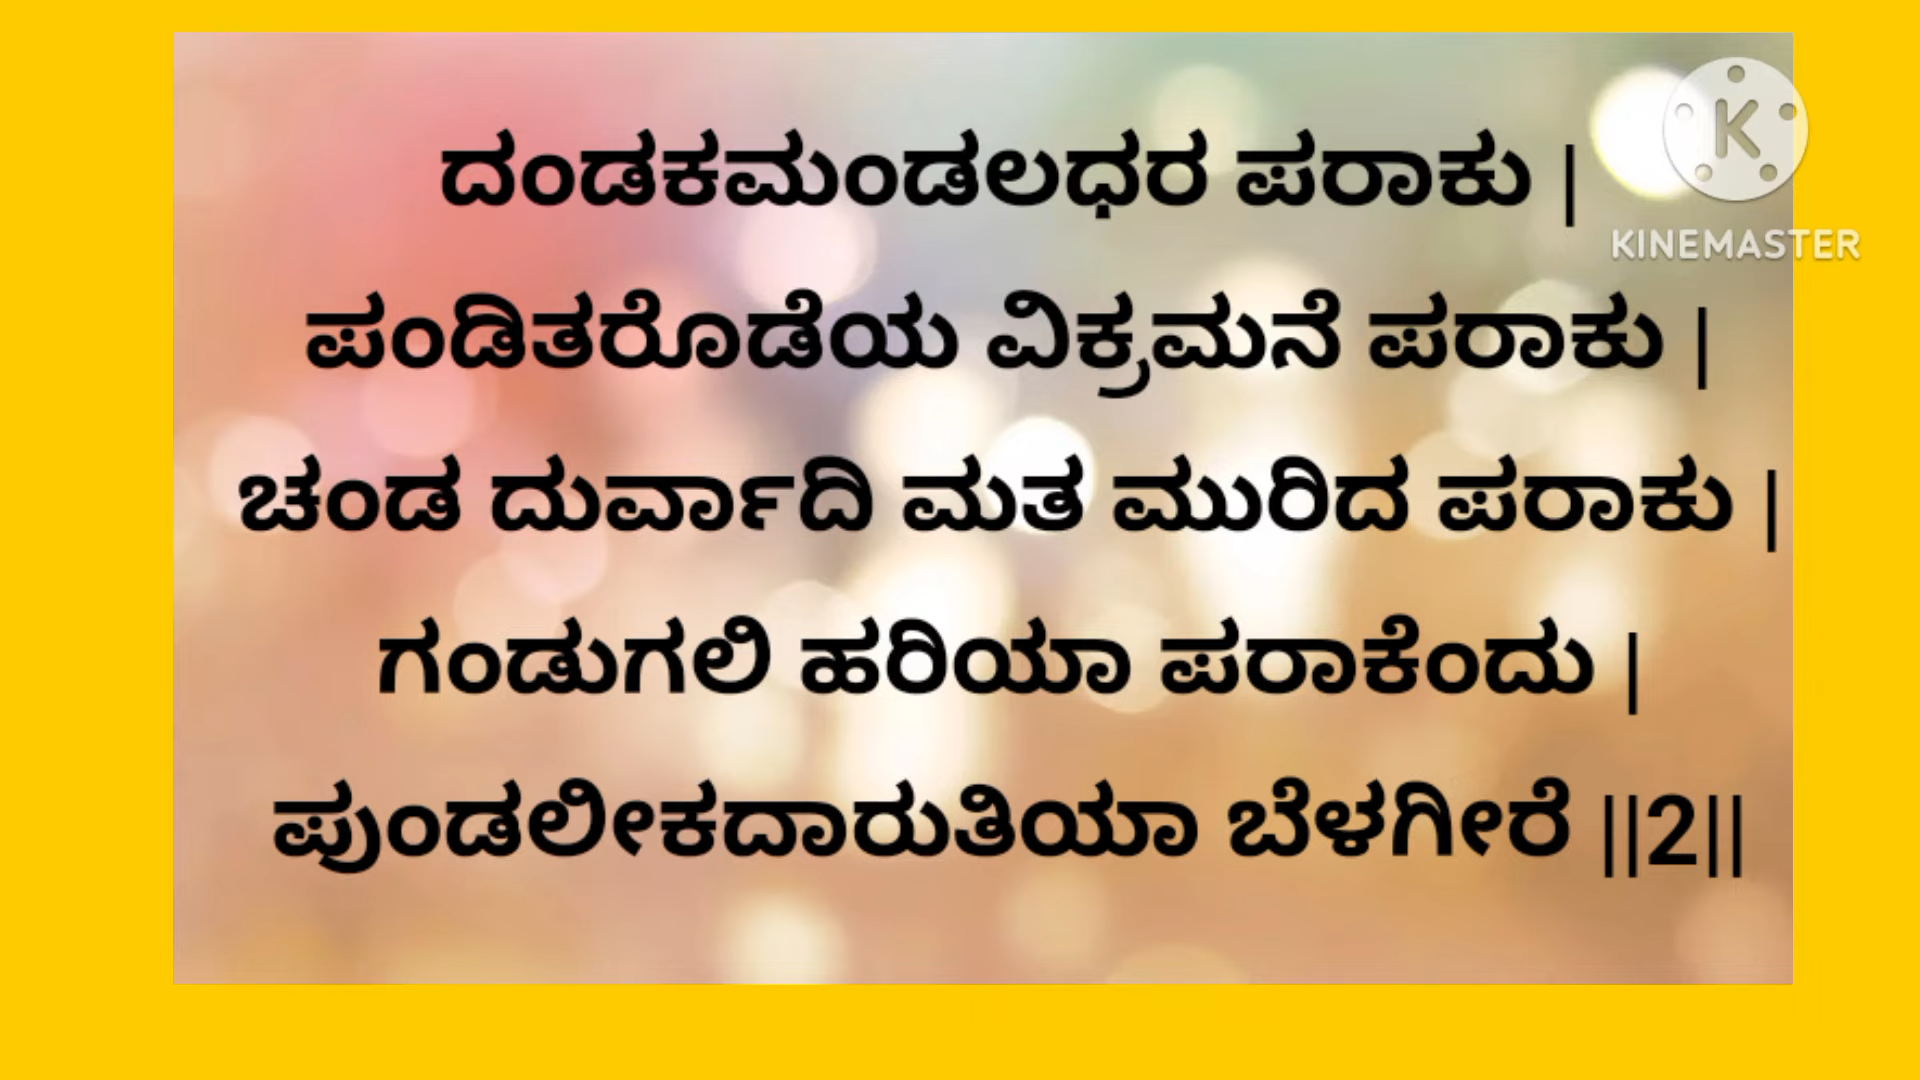 ದಂಡಕಮಂಡಲಧರ ಪರಾಕು |
KINEMASTER
ಪಂಡಿತರೊಡೆಯ ವಿಕ್ರಮನೆ ಪರಾಕು |
ಚಂಡ ದುರ್ವಾದಿ ಮತ ಮುರಿದ ಪರಾಕು |
ಗಂಡುಗಲಿ ಹರಿಯಾ ಪರಾಕೆಂದು |
ಪುಂಡಲೀಕದಾರುತಿಯಾ ಬೆಳಗೀರೆ ||2||